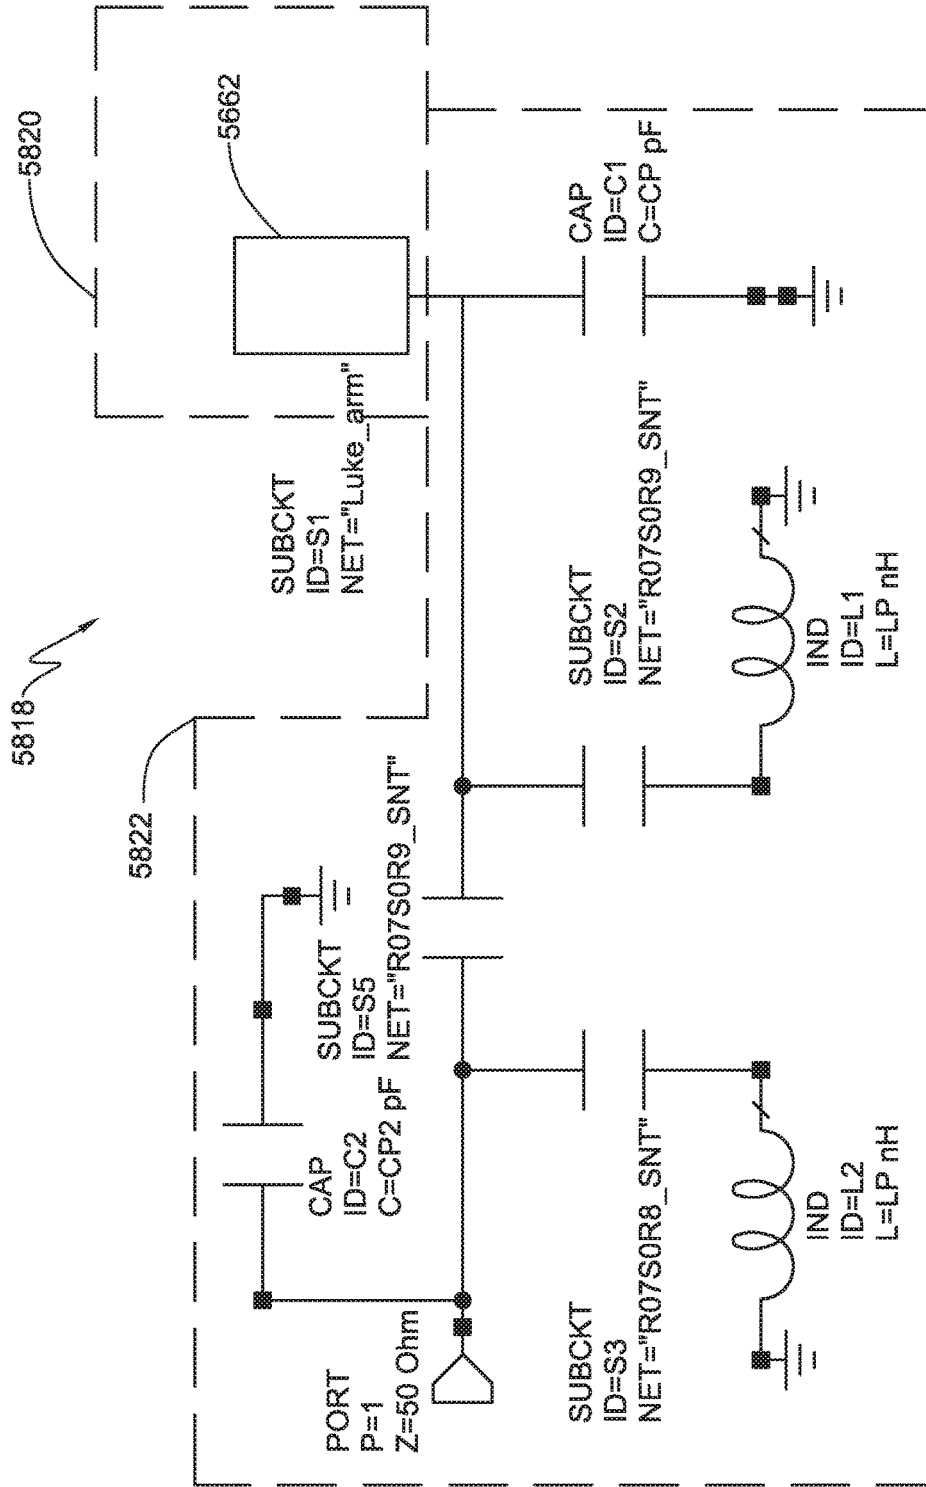 5818
5820
5822
5662
SUBCKT
ID=S1
NET="Luke_arm"
CAP
ID=C2
C=CP2 pF
SUBCKT
ID=S5
NET="R07S0R9_SNT"
PORT
P=1
Z=50 Ohm
SUBCKT
ID=S3
NET="R07S0R8_SNT"
SUBCKT
ID=S2
NET="R07S0R9_SNT"
CAP
ID=C1
C=CP pF
IND
ID=L2
L=LP nH
IND
ID=L1
L=LP nH